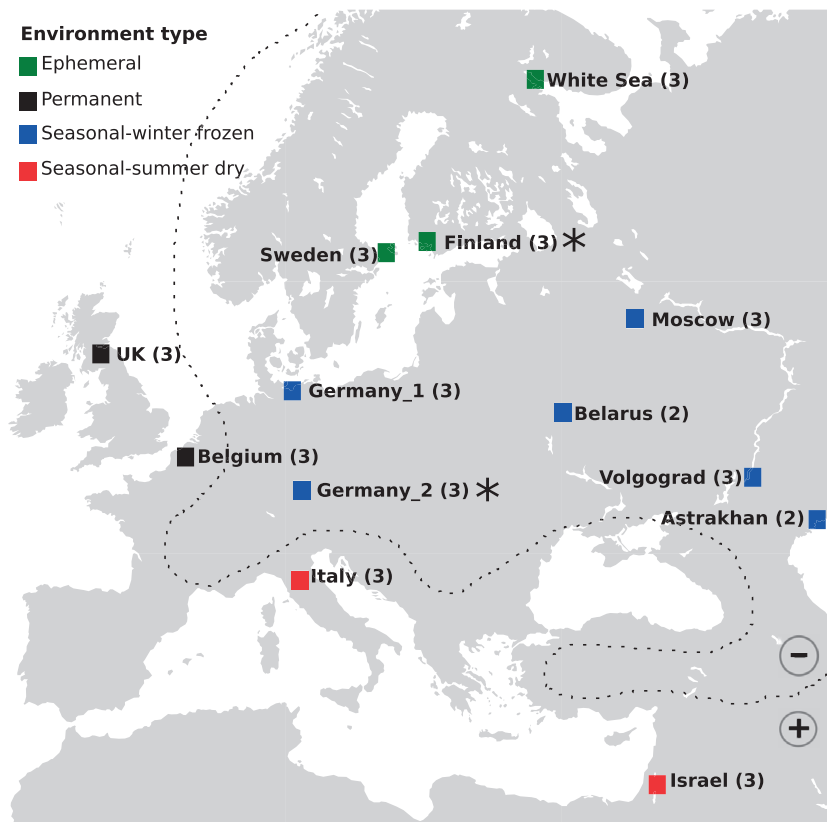 Environment type
Ephemeral
Permanent
Seasonal-winter frozen
Seasonal-summer dry
White Sea (3)
Finland (3) *
Sweden (3)
Moscow (3)
UK (3)
Germany_1 (3)
Belarus (2)
Belgium (3)
Volgograd (3)
Germany_2 (3) *
Astrakhan (2)
Italy (3)
−
+
Israel (3)